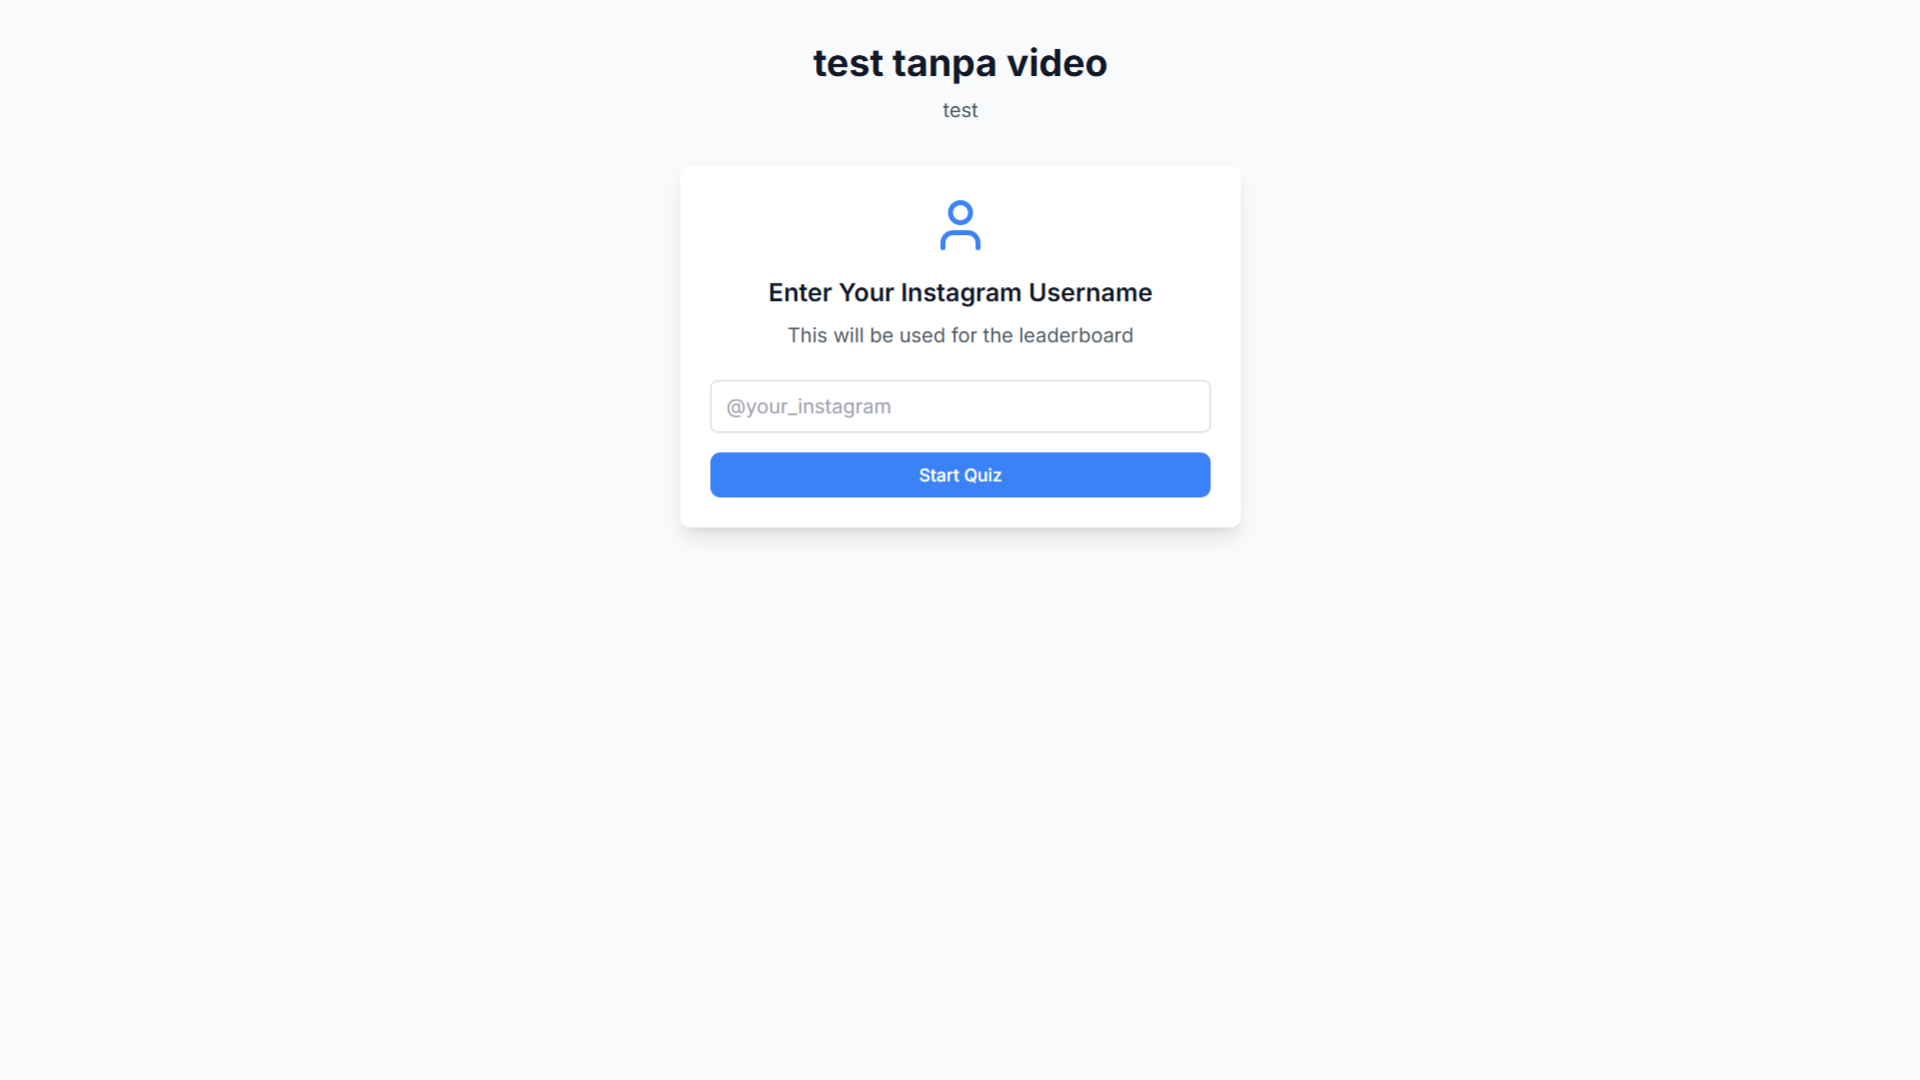 test tanpa video
test
Enter Your Instagram Username
This will be used for the leaderboard
@your_instagram
Start Quiz